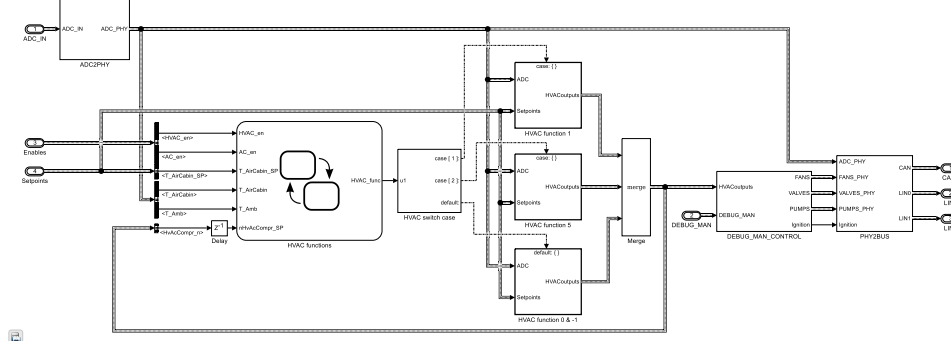 1
ADC_IN
ADC_IN
ADC_PHY
ADC2PHY
3
Enables
4
Setpoints
<HVAC_en>
<AC_en>
<T_AirCabin_SP>
<T_AirCabin>
<T_Amb>
<HvAcCompr_n>
z-1
Delay
HVAC_en
AC_en
T_AirCabin_SP
T_AirCabin
T_Amb
nHvAcCompr_SP
HVAC_func
HVAC functions
u1
case [ 1 ]:
case [ 2 ]:
default:
HVAC switch case
case: { }
ADC
Setpoints
HVACoutputs
HVAC function 1
case: { }
ADC
Setpoints
HVACoutputs
HVAC function 5
default: { }
ADC
Setpoints
HVACoutputs
HVAC function 0 & -1
merge
Merge
2
DEBUG_MAN
HVACoutputs
DEBUG_MAN
FANS
VALVES
PUMPS
Ignition
DEBUG_MAN_CONTROL
ADC_PHY
FANS_PHY
VALVES_PHY
PUMPS_PHY
Ignition
CAN
LIN0
LIN1
PHY2BUS
CA
LI
LI